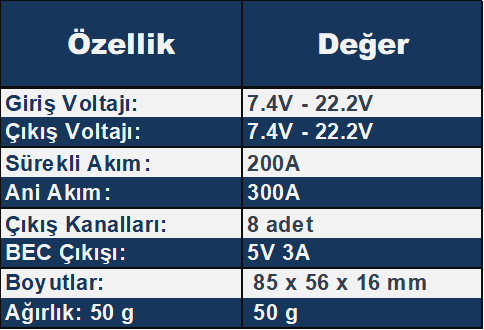 Özellik Değer
Giriş Voltajı: 7.4V - 22.2V
Çıkış Voltajı: 7.4V - 22.2V
Sürekli Akım: 200A
Ani Akım: 300A
Çıkış Kanalları: 8 adet
BEC Çıkışı: 5V 3A
Boyutlar: 85 x 56 x 16 mm
Ağırlık: 50 g 50 g